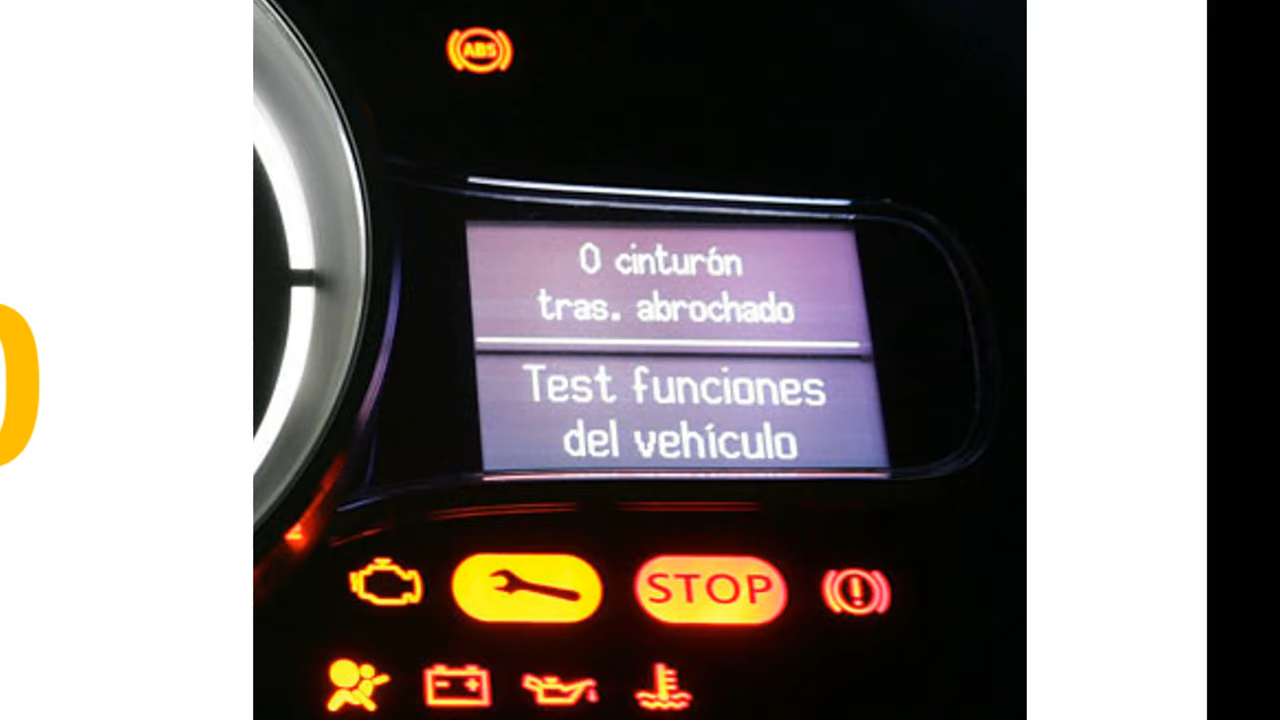 ABS
0 cinturón
tras. abrochado
Test funciones
del vehículo
STOP